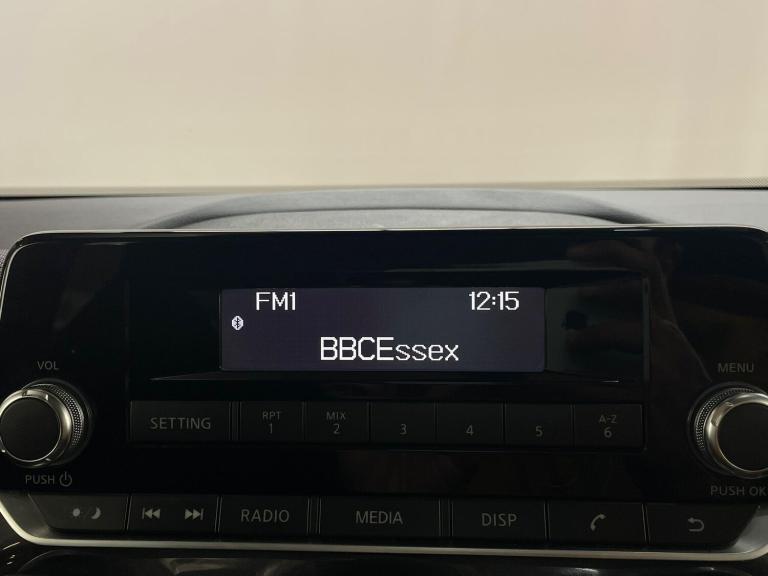 FM1 12:15
BBCEssex
VOL MENU
SETTING RPT 1 MIX 2 3 4 5 A-Z 6
PUSH PUSH OK
RADIO MEDIA DISP